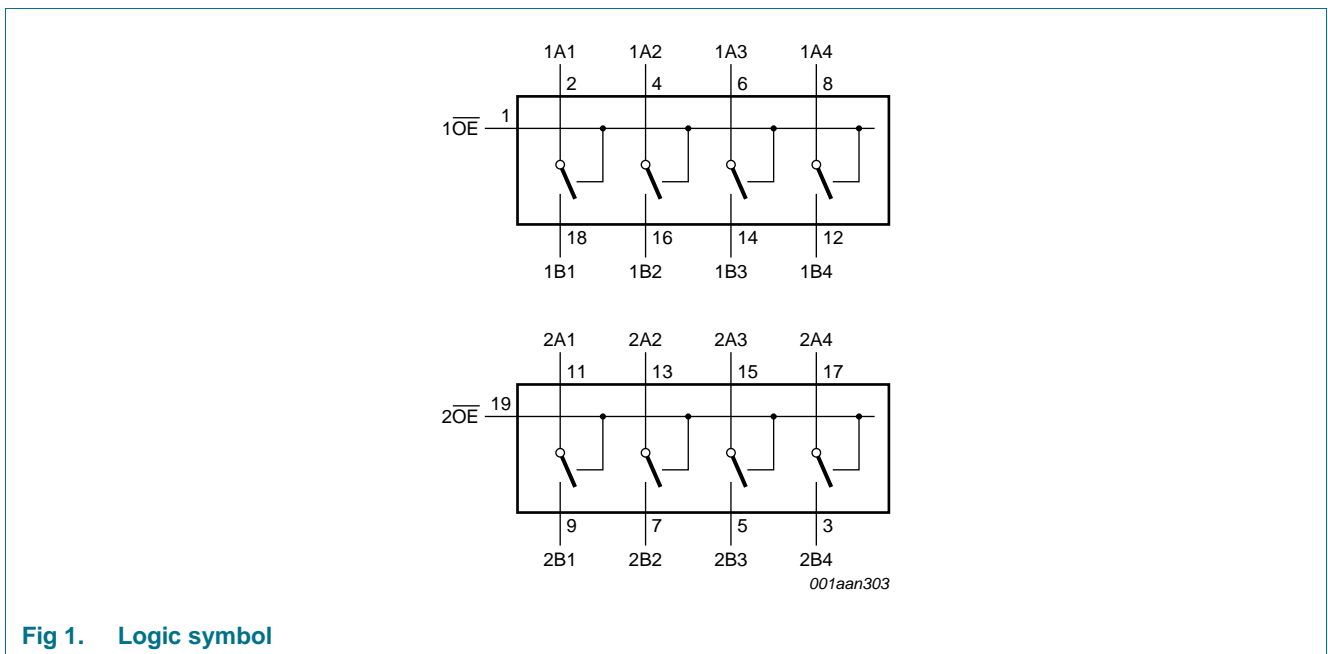 1A1 1A2 1A3 1A4
2 4 6 8
1O̅E̅ 1
18 16 14 12
1B1 1B2 1B3 1B4
2A1 2A2 2A3 2A4
11 13 15 17
2O̅E̅ 19
9 7 5 3
2B1 2B2 2B3 2B4
001aan303
Fig 1. Logic symbol